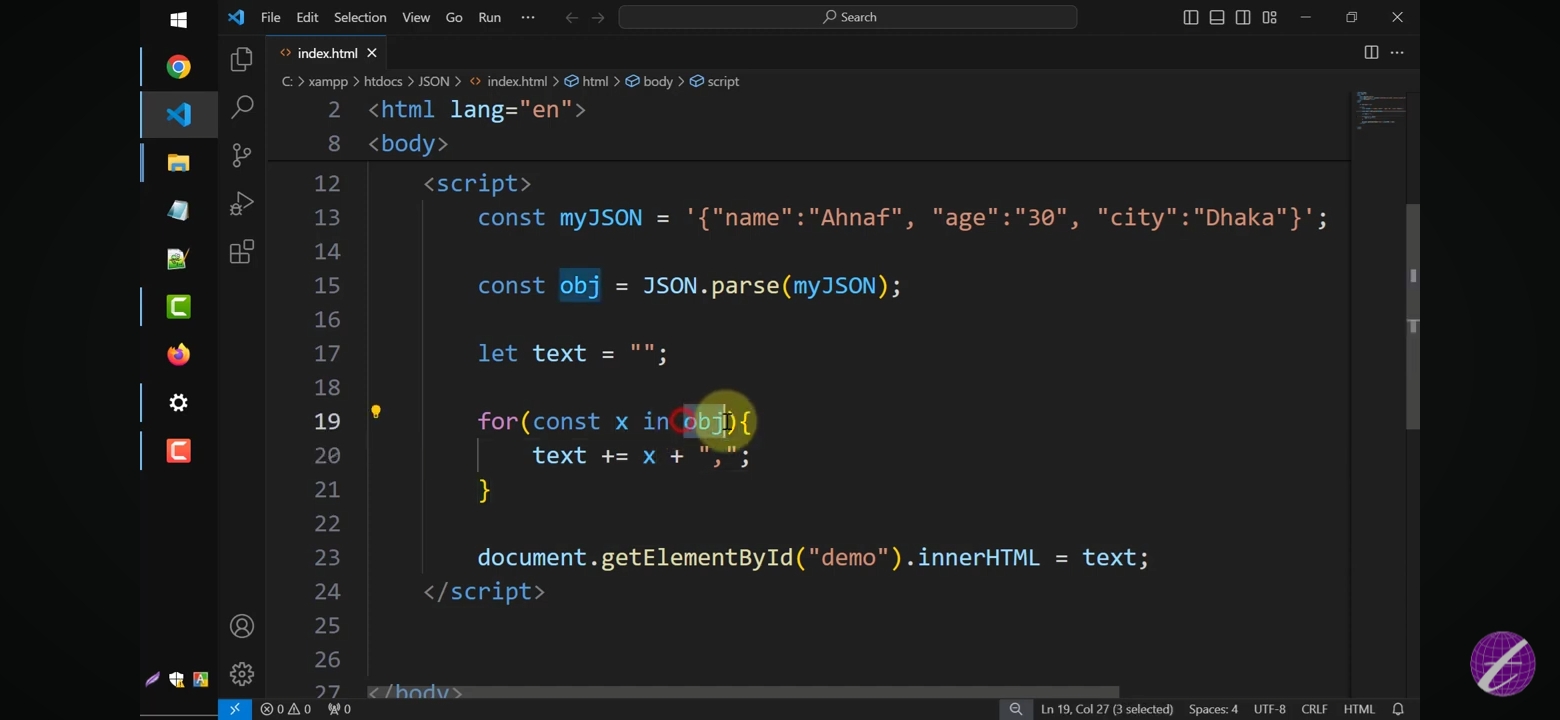 File Edit Selection View Go Run ··· Search
index.html
C: > xampp > htdocs > JSON > index.html > html > body > script
2 <html lang="en">
8 <body>
12 <script>
13 const myJSON = '{"name":"Ahnaf", "age":"30", "city":"Dhaka"}';
14
15 const obj = JSON.parse(myJSON);
16
17 let text = "";
18
19 for(const x in obj){
20 text += x + ",";
21 }
22
23 document.getElementById("demo").innerHTML = text;
24 </script>
25
26
27 </body>
0 0 0 Ln 19, Col 27 (3 selected) Spaces: 4 UTF-8 CRLF HTML